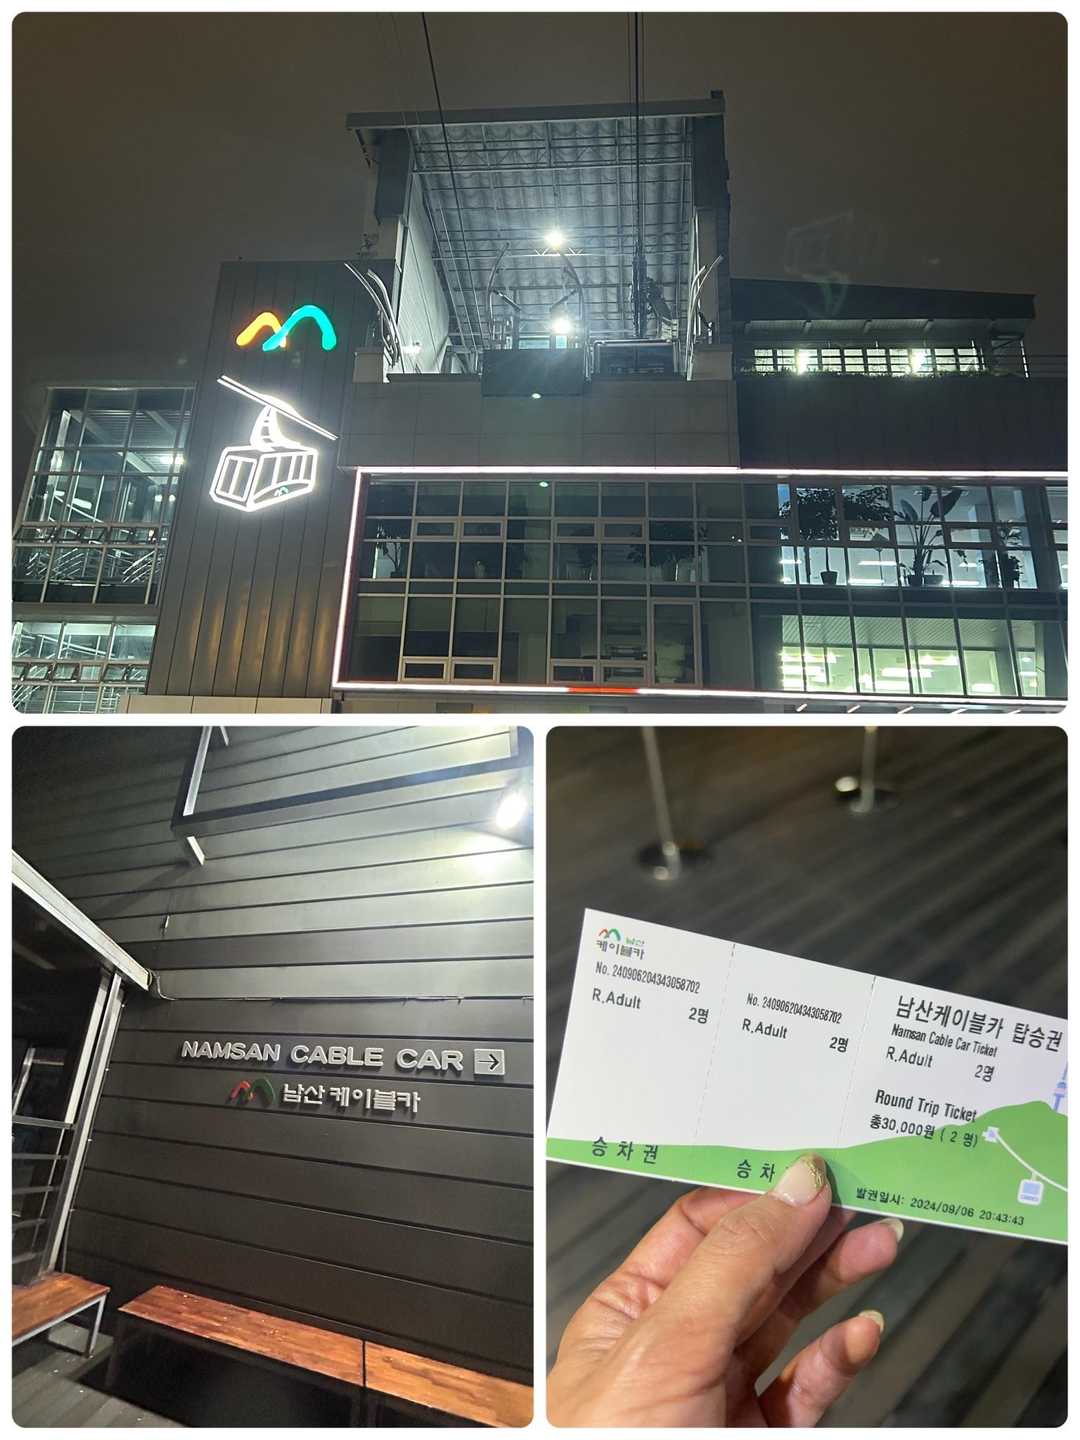 NAMSAN CABLE CAR
남산 케이블카
남산
케이블카
No. 240906204343058702
R.Adult 2명
승 차 권
No. 240906204343058702
R.Adult 2명
승 차
남산케이블카 탑승권
Namsan Cable Car Ticket
R.Adult 2명
Round Trip Ticket
총30,000원 ( 2 명)
발권일시: 2024/09/06 20:43:43